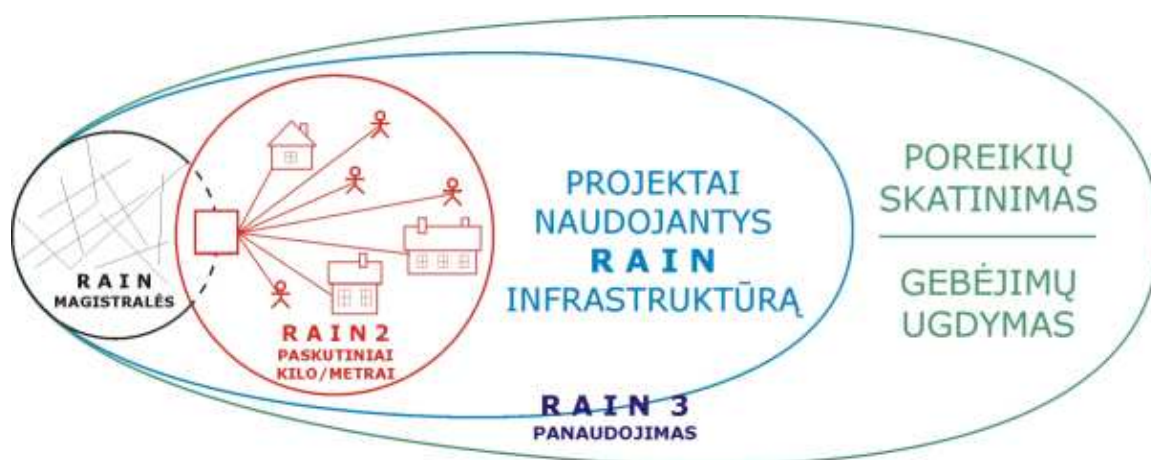 RAIN
MAGISTRALĖS
RAIN2
PASKUTINIAI
KILO/METRAI
PROJEKTAI
NAUDOJANTYS
RAIN
INFRASTRUKTŪRĄ
RAIN 3
PANAUDOJIMAS
POREIKIŲ
SKATINIMAS
GEBĖJIMŲ
UGDYMAS